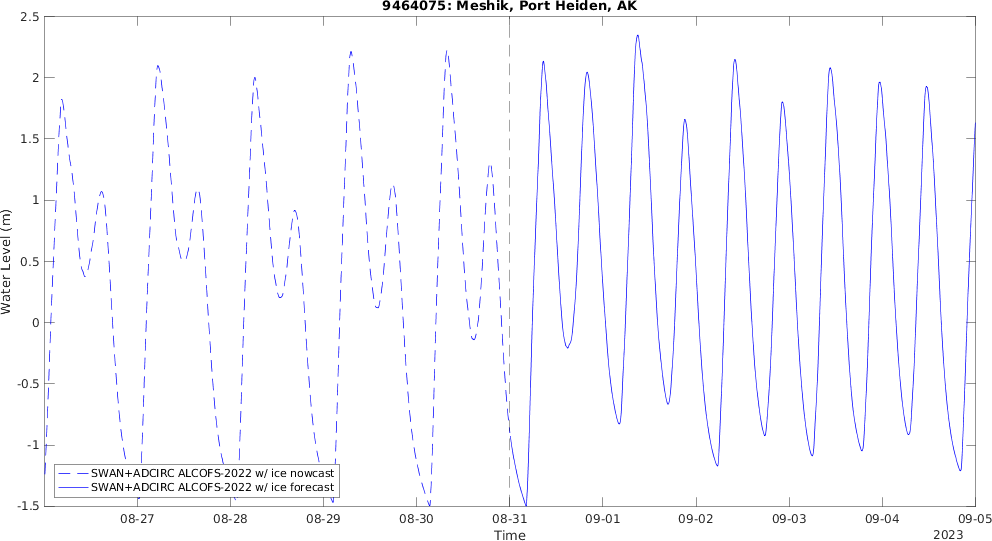 9464075: Meshik, Port Heiden, AK
2.5
2
1.5
1
0.5
0
-0.5
-1
-1.5
Water Level (m)
SWAN+ADCIRC ALCOFS-2022 w/ ice nowcast
SWAN+ADCIRC ALCOFS-2022 w/ ice forecast
08-27 08-28 08-29 08-30 08-31 09-01 09-02 09-03 09-04 09-05
Time
2023